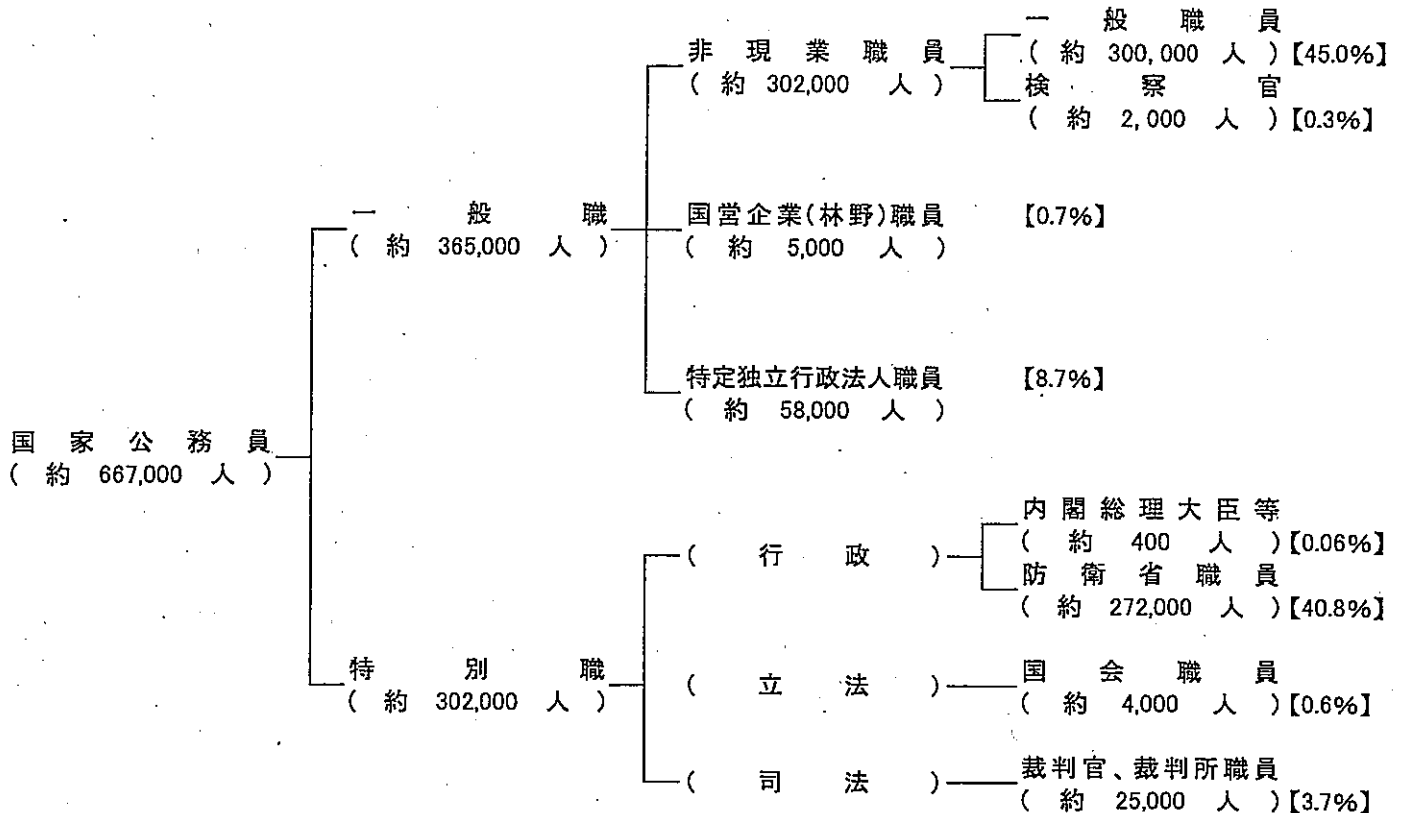 国家公務員
( 約 667,000 人 )
一般職
( 約 365,000 人 )
非現業職員
( 約 302,000 人 )
一般職員
( 約 300,000 人 )【45.0%】
検察官
( 約 2,000 人 )【0.3%】
国営企業(林野)職員 【0.7%】
( 約 5,000 人 )
特定独立行政法人職員 【8.7%】
( 約 58,000 人 )
特別職
( 約 302,000 人 )
( 行政 )
内閣総理大臣等
( 約 400 人 )【0.06%】
防衛省職員
( 約 272,000 人 )【40.8%】
( 立法 )
国会職員
( 約 4,000 人 )【0.6%】
( 司法 )
裁判官、裁判所職員
( 約 25,000 人 )【3.7%】